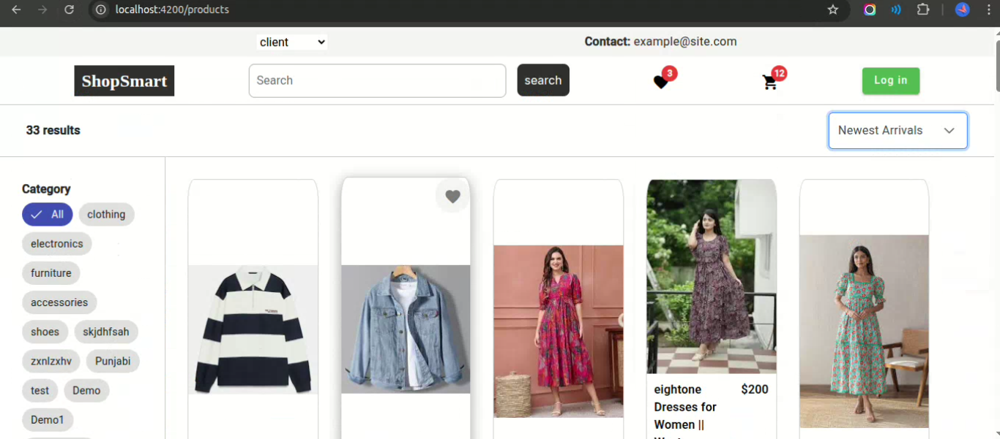 localhost:4200/products
client
Contact: example@site.com
ShopSmart
Search
search
3
12
Log in
33 results
Newest Arrivals
Category
All
clothing
electronics
furniture
accessories
shoes
skjdhfsah
zxnlzxhv
Punjabi
test
Demo
Demo1
eightone
$200
Dresses for
Women ||